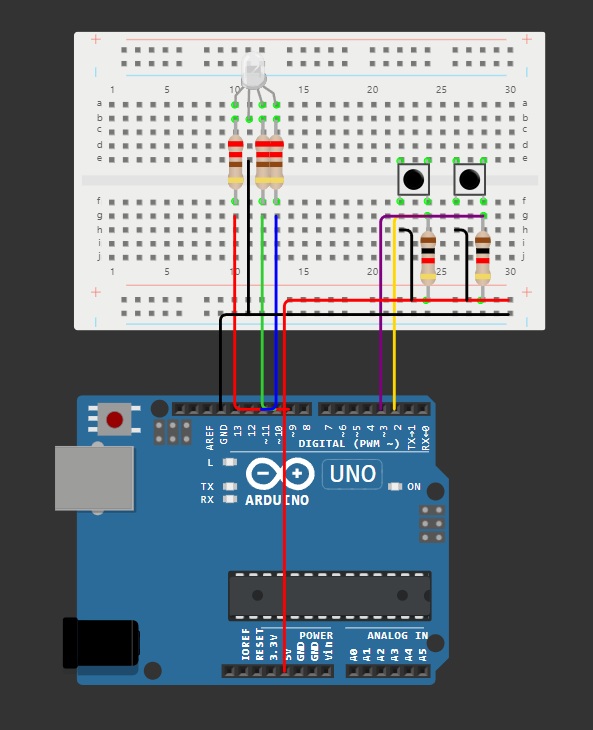 + +
1 5 10 15 20 25 30
a a
b b
c c
d d
e e
f f
g g
h h
i i
j j
1 5 10 15 20 25 30
+ +
AREF GND 13 12 ~11 ~10 ~9 8 7 ~6 ~5 4 ~3 2 TX→1 RX←0
DIGITAL (PWM ~)
L
TX
RX
UNO
ON
ARDUINO
POWER
ANALOG IN
IOREF RESET 3.3V 5V GND GND Vin A0 A1 A2 A3 A4 A5